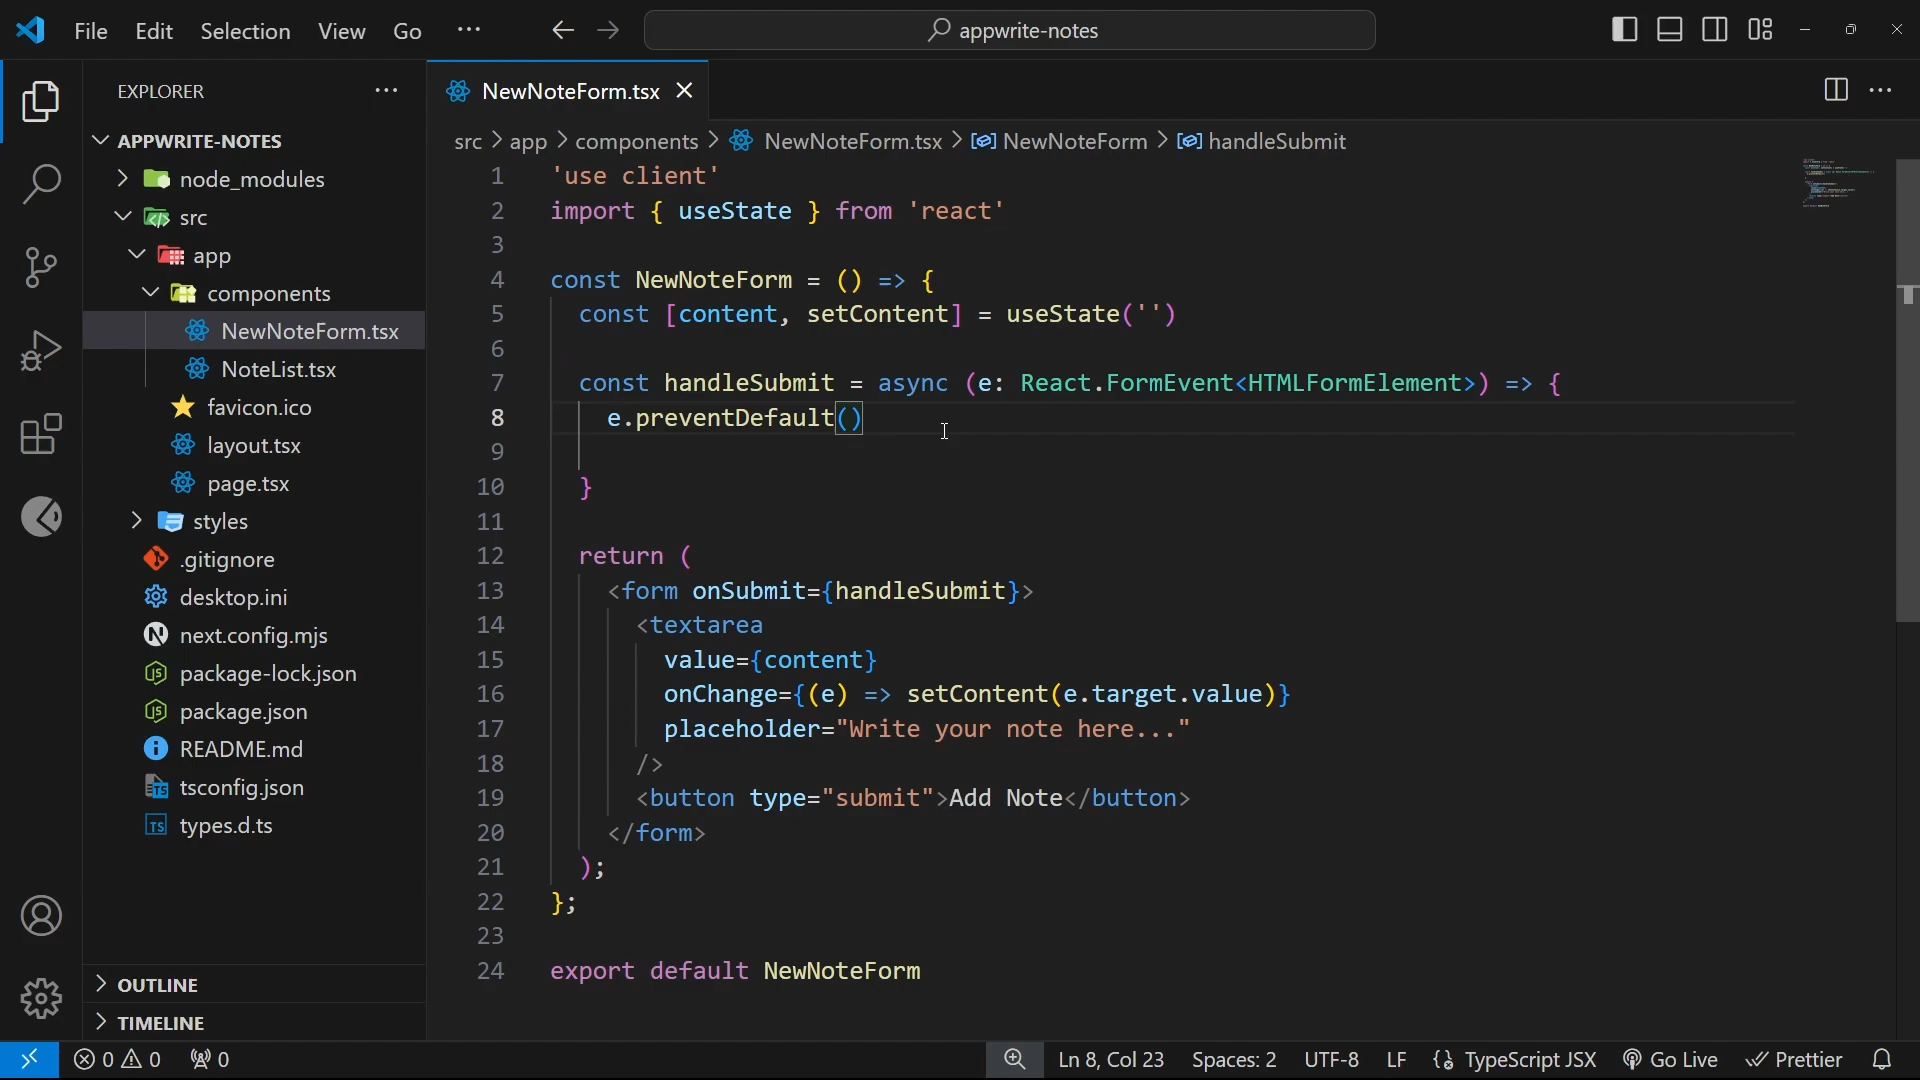 File Edit Selection View Go ... appwrite-notes
EXPLORER ...
APPWRITE-NOTES
node_modules
src
app
components
NewNoteForm.tsx
NoteList.tsx
favicon.ico
layout.tsx
page.tsx
styles
.gitignore
desktop.ini
next.config.mjs
package-lock.json
package.json
README.md
tsconfig.json
types.d.ts
OUTLINE
TIMELINE
NewNoteForm.tsx
src > app > components > NewNoteForm.tsx > NewNoteForm > handleSubmit
1 'use client'
2 import { useState } from 'react'
3
4 const NewNoteForm = () => {
5 const [content, setContent] = useState('')
6
7 const handleSubmit = async (e: React.FormEvent<HTMLFormElement>) => {
8 e.preventDefault()
9
10 }
11
12 return (
13 <form onSubmit={handleSubmit}>
14 <textarea
15 value={content}
16 onChange={(e) => setContent(e.target.value)}
17 placeholder="Write your note here..."
18 />
19 <button type="submit">Add Note</button>
20 </form>
21 );
22 };
23
24 export default NewNoteForm
0 0 0 Ln 8, Col 23 Spaces: 2 UTF-8 LF TypeScript JSX Go Live Prettier